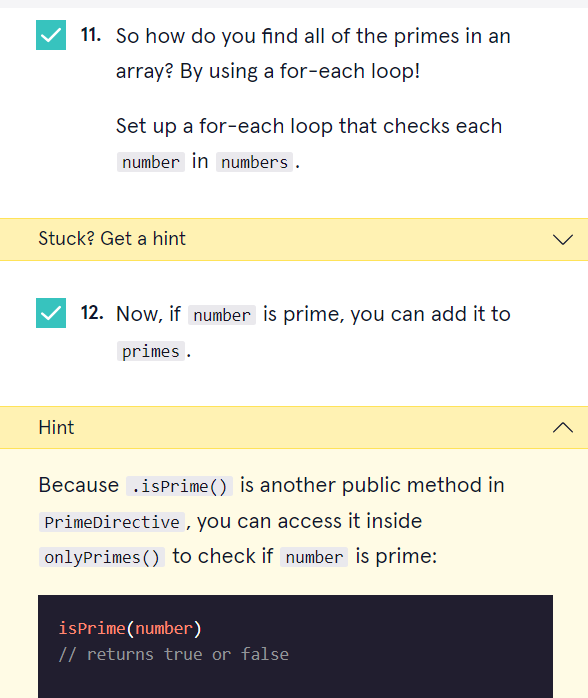 11. So how do you find all of the primes in an
array? By using a for-each loop!
Set up a for-each loop that checks each
number in numbers.
Stuck? Get a hint
12. Now, if number is prime, you can add it to
primes.
Hint
Because .isPrime() is another public method in
PrimeDirective, you can access it inside
onlyPrimes() to check if number is prime:
isPrime(number)
// returns true or false